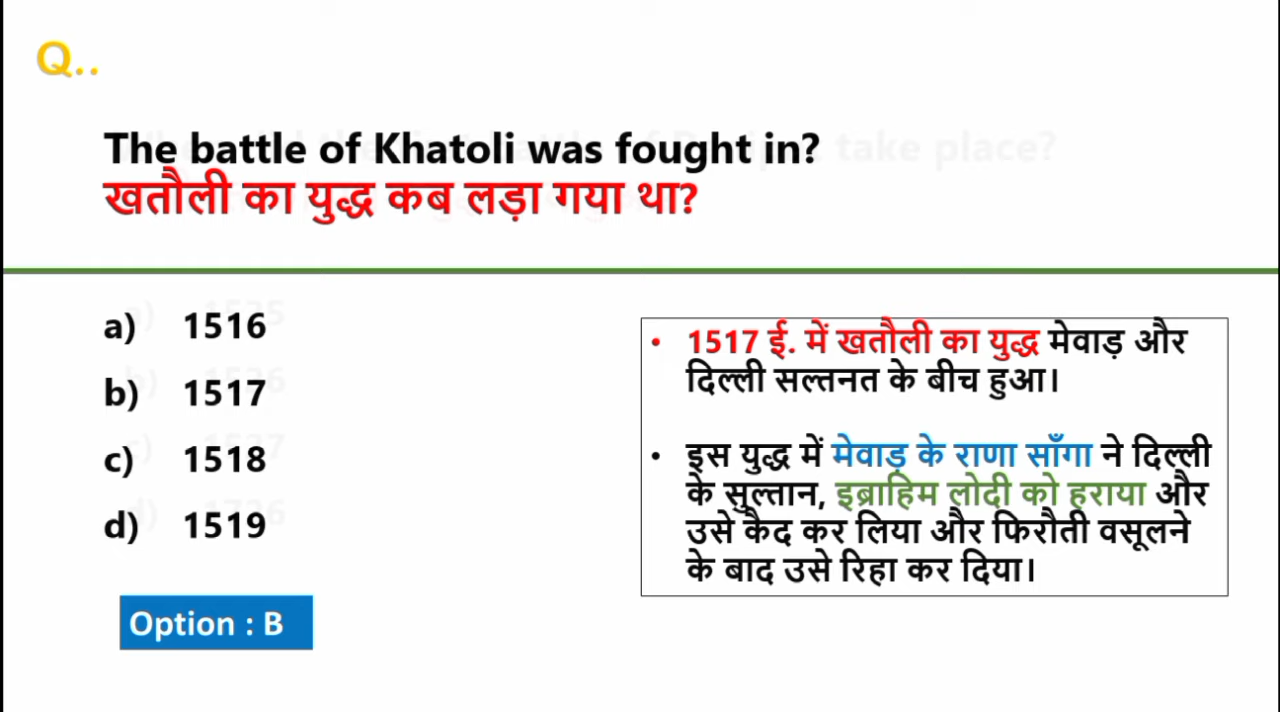 Q..
The battle of Khatoli was fought in?
खतौली का युद्ध कब लड़ा गया था?
a) 1516
b) 1517
c) 1518
d) 1519
Option : B
• 1517 ई. में खतौली का युद्ध मेवाड़ और
दिल्ली सल्तनत के बीच हुआ।
• इस युद्ध में मेवाड़ के राणा साँगा ने दिल्ली
के सुल्तान, इब्राहिम लोदी को हराया और
उसे कैद कर लिया और फिरौती वसूलने
के बाद उसे रिहा कर दिया।